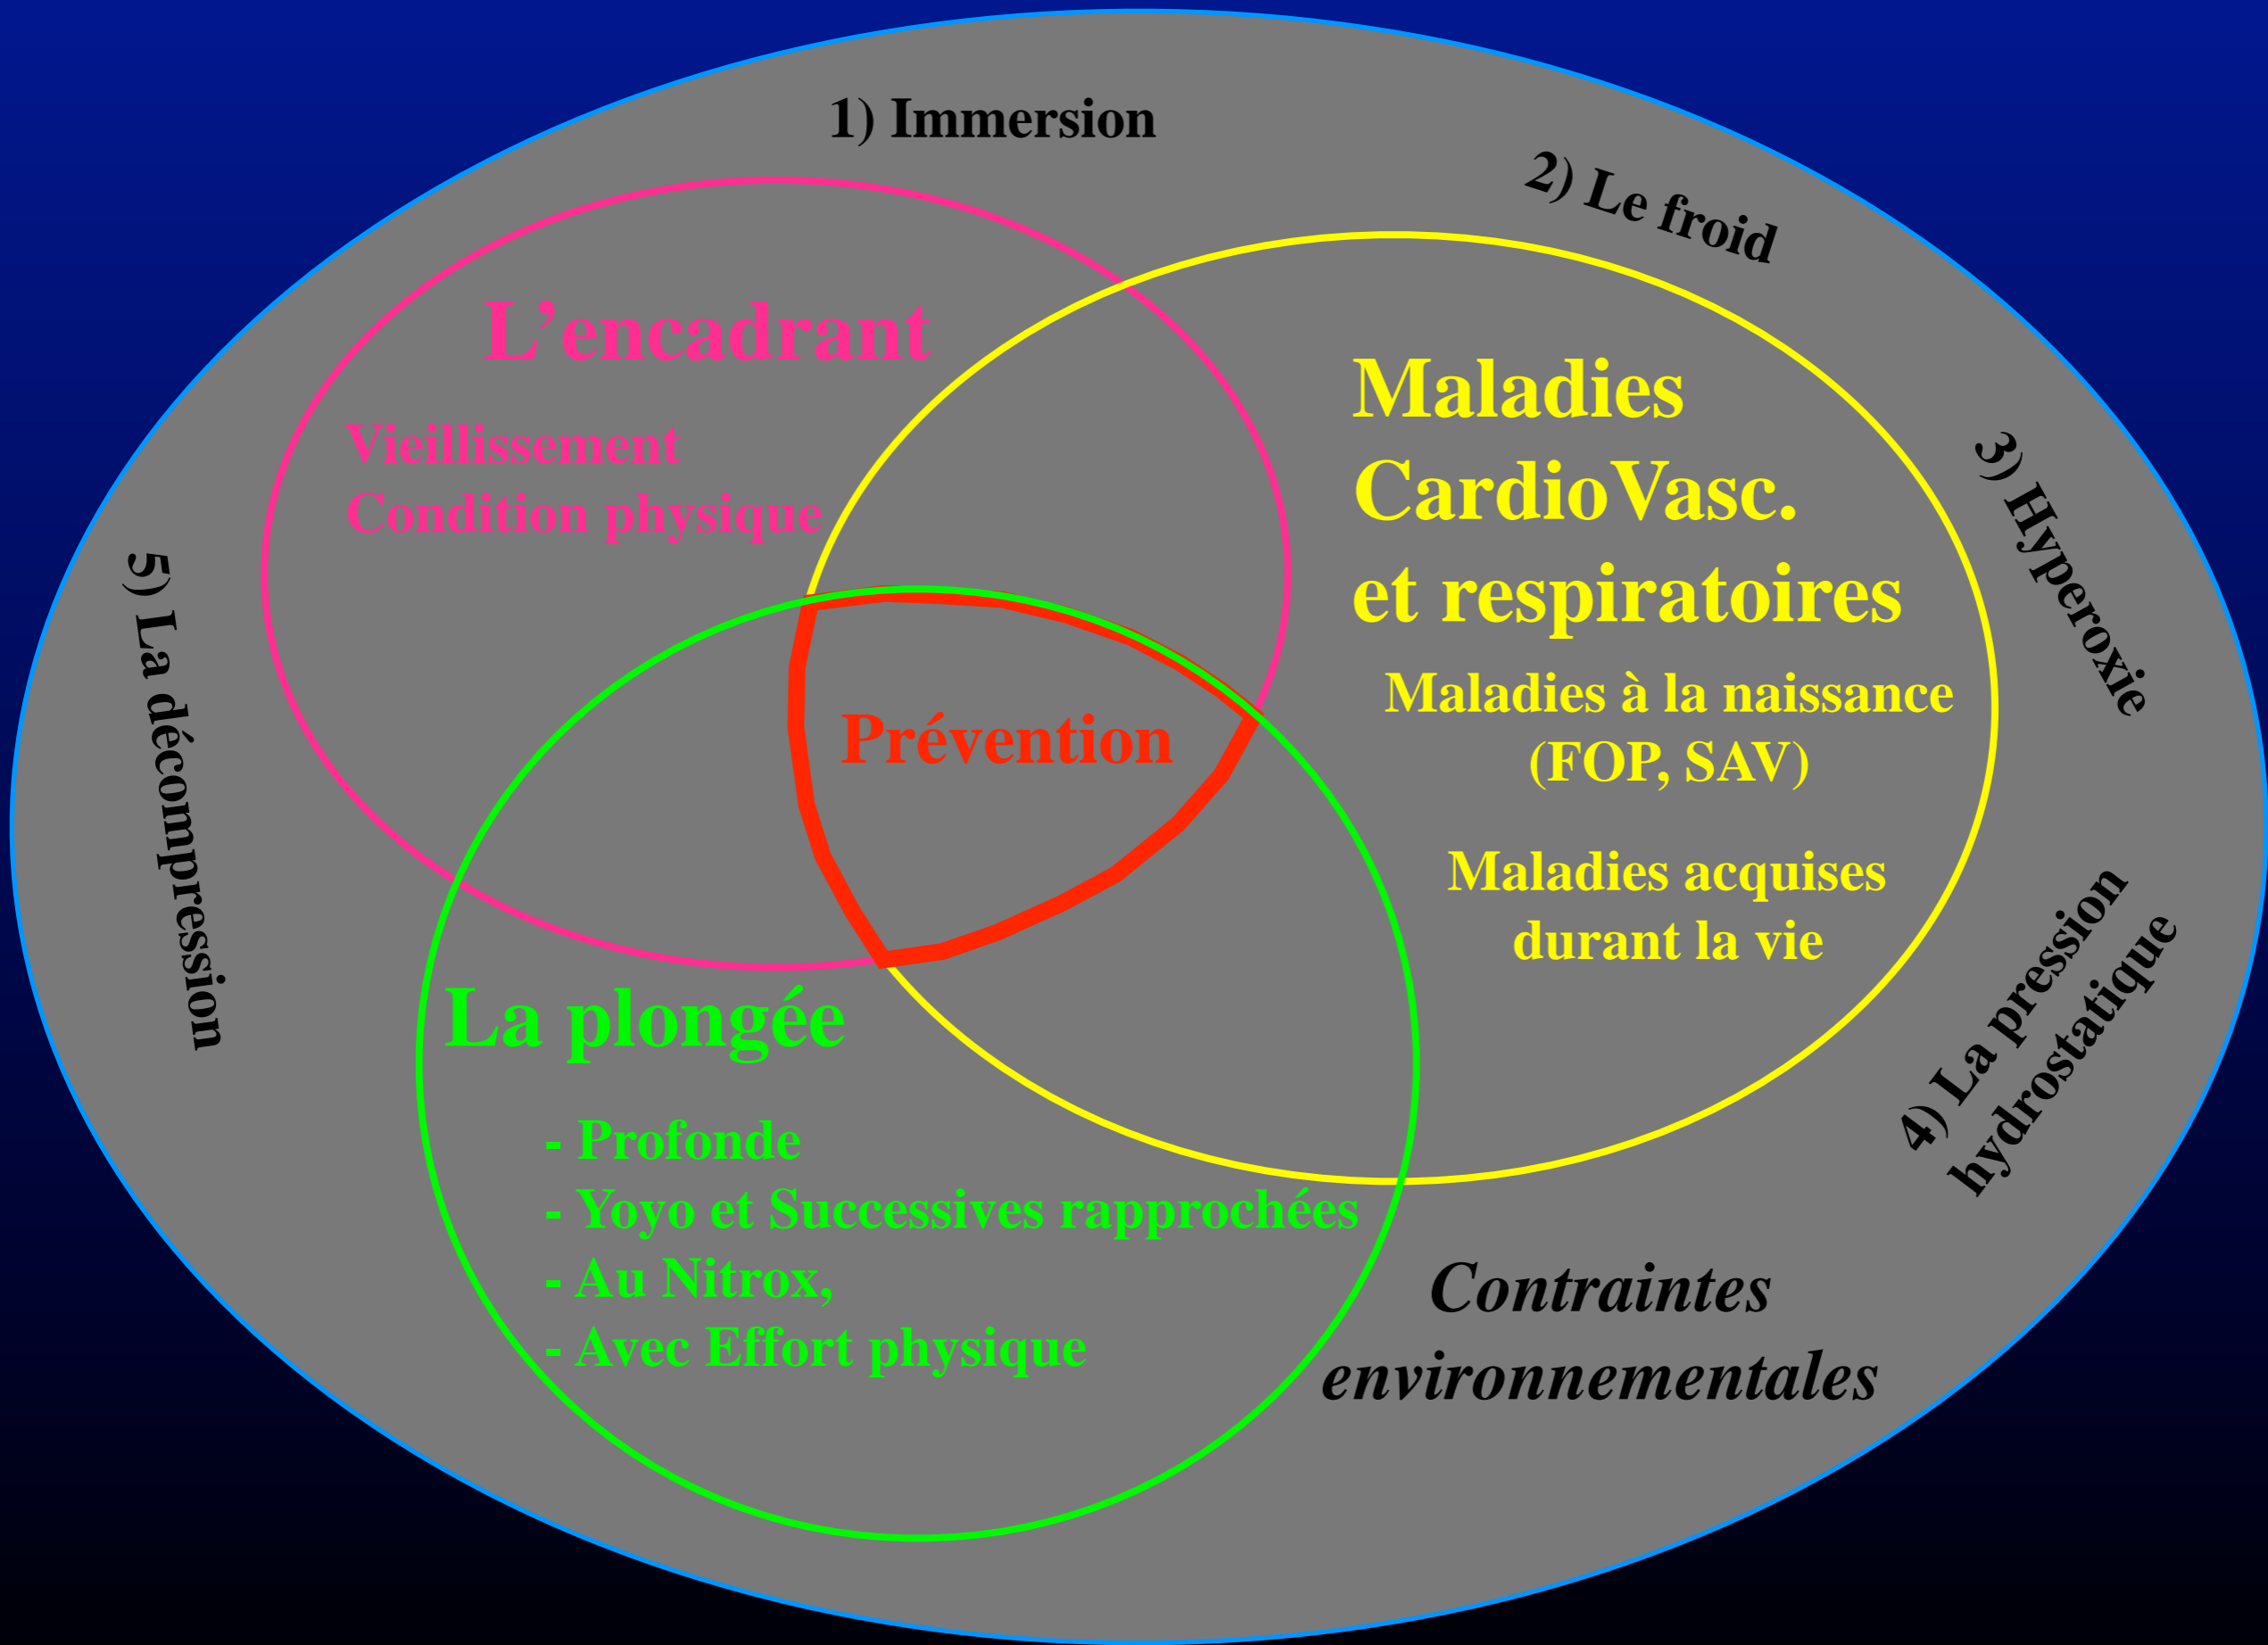 1) Immersion
2) Le froid
3) Hyperoxie
4) La pression
hydrostatique
5) La décompression
L’encadrant
Vieillissement
Condition physique
Maladies
CardioVasc.
et respiratoires
Maladies à la naissance
(FOP, SAV)
Maladies acquises
durant la vie
Prévention
La plongée
- Profonde
- Yoyo et Successives rapprochées
- Au Nitrox,
- Avec Effort physique
Contraintes
environnementales